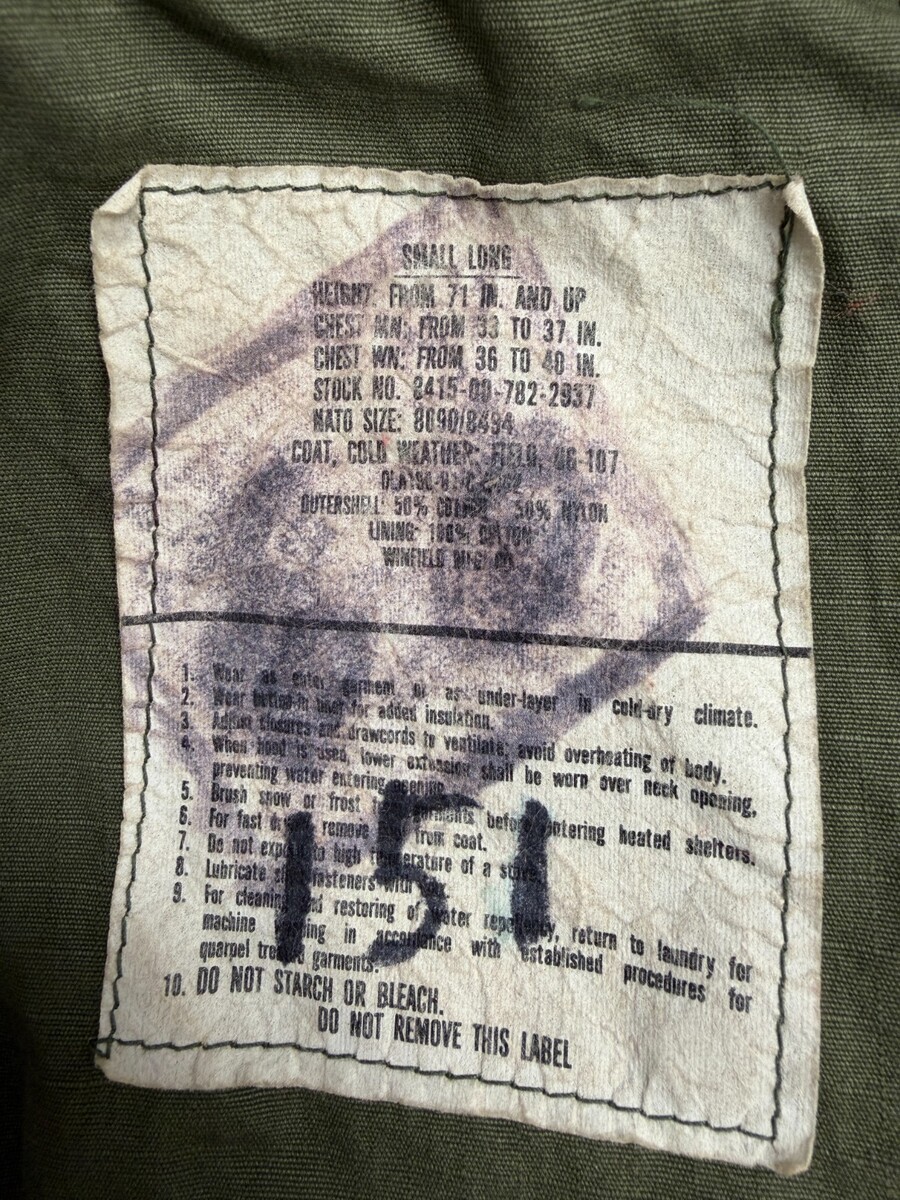 SMALL LONG
HEIGHT: FROM 71 IN. AND UP
CHEST MN: FROM 33 TO 37 IN.
CHEST WN: FROM 36 TO 40 IN.
STOCK NO. 8415-00-782-2937
NATO SIZE: 8090/8494
COAT, COLD WEATHER: FIELD, OG-107
OUTERSHELL: 50% COTTON 50% NYLON
LINING: 100% COTTON
WINFIELD MFG CO.
1. Wear as outer garment or as under-layer in cold-dry climate.
2. Wear button-in liner for added insulation.
3. Adjust closures and drawcords to ventilate; avoid overheating of body.
4. When hood is used, lower extension shall be worn over neck opening,
preventing water entering opening.
5. Brush snow or frost garments before entering heated shelters.
6. For fast remove from coat.
7. Do not expose to high temperature of a stove.
8. Lubricate slide fasteners with
9. For cleaning and restoring of water repellency, return to laundry for
machine in accordance with established procedures for
quarpel treated garments.
10. DO NOT STARCH OR BLEACH.
DO NOT REMOVE THIS LABEL
151